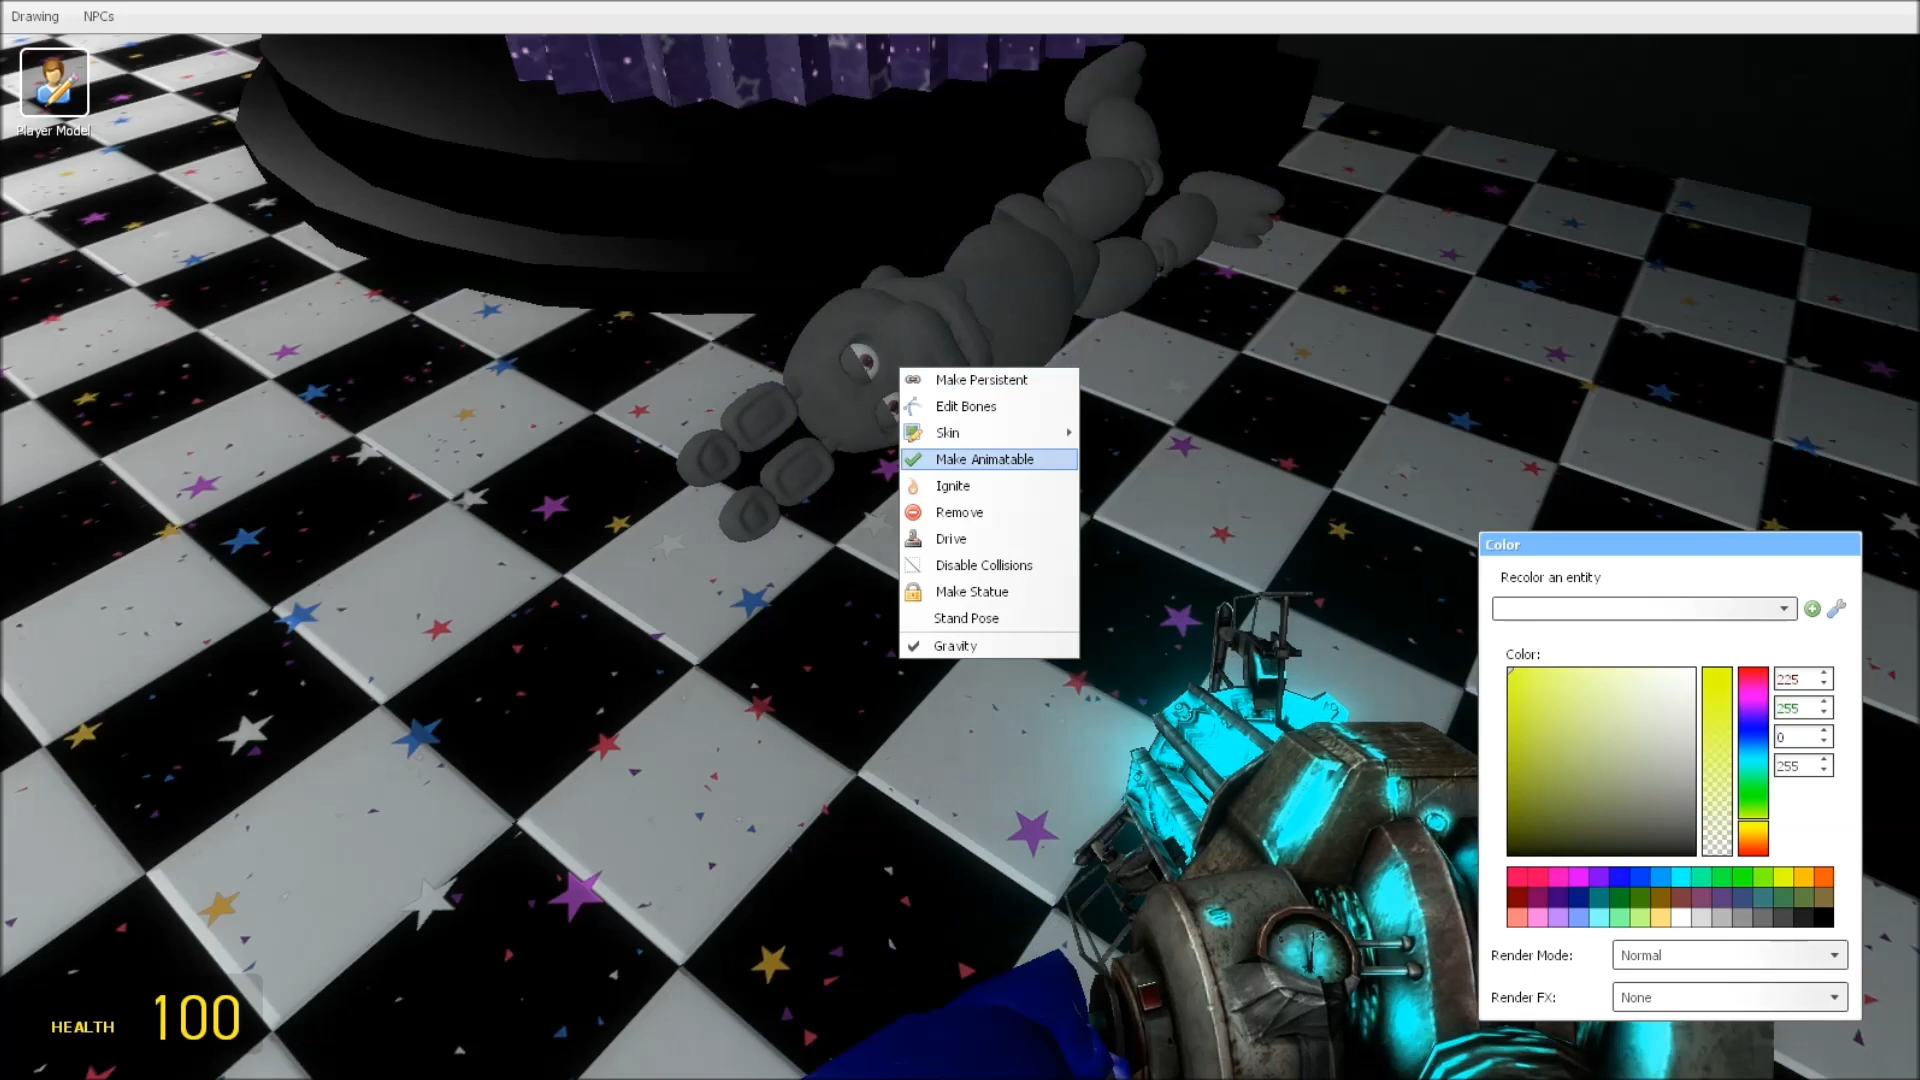 Drawing NPCs
Player Model
Make Persistent
Edit Bones
Skin
Make Animatable
Ignite
Remove
Drive
Disable Collisions
Make Statue
Stand Pose
Gravity
Color
Recolor an entity
Color:
225
255
0
255
Render Mode: Normal
Render FX: None
HEALTH 100